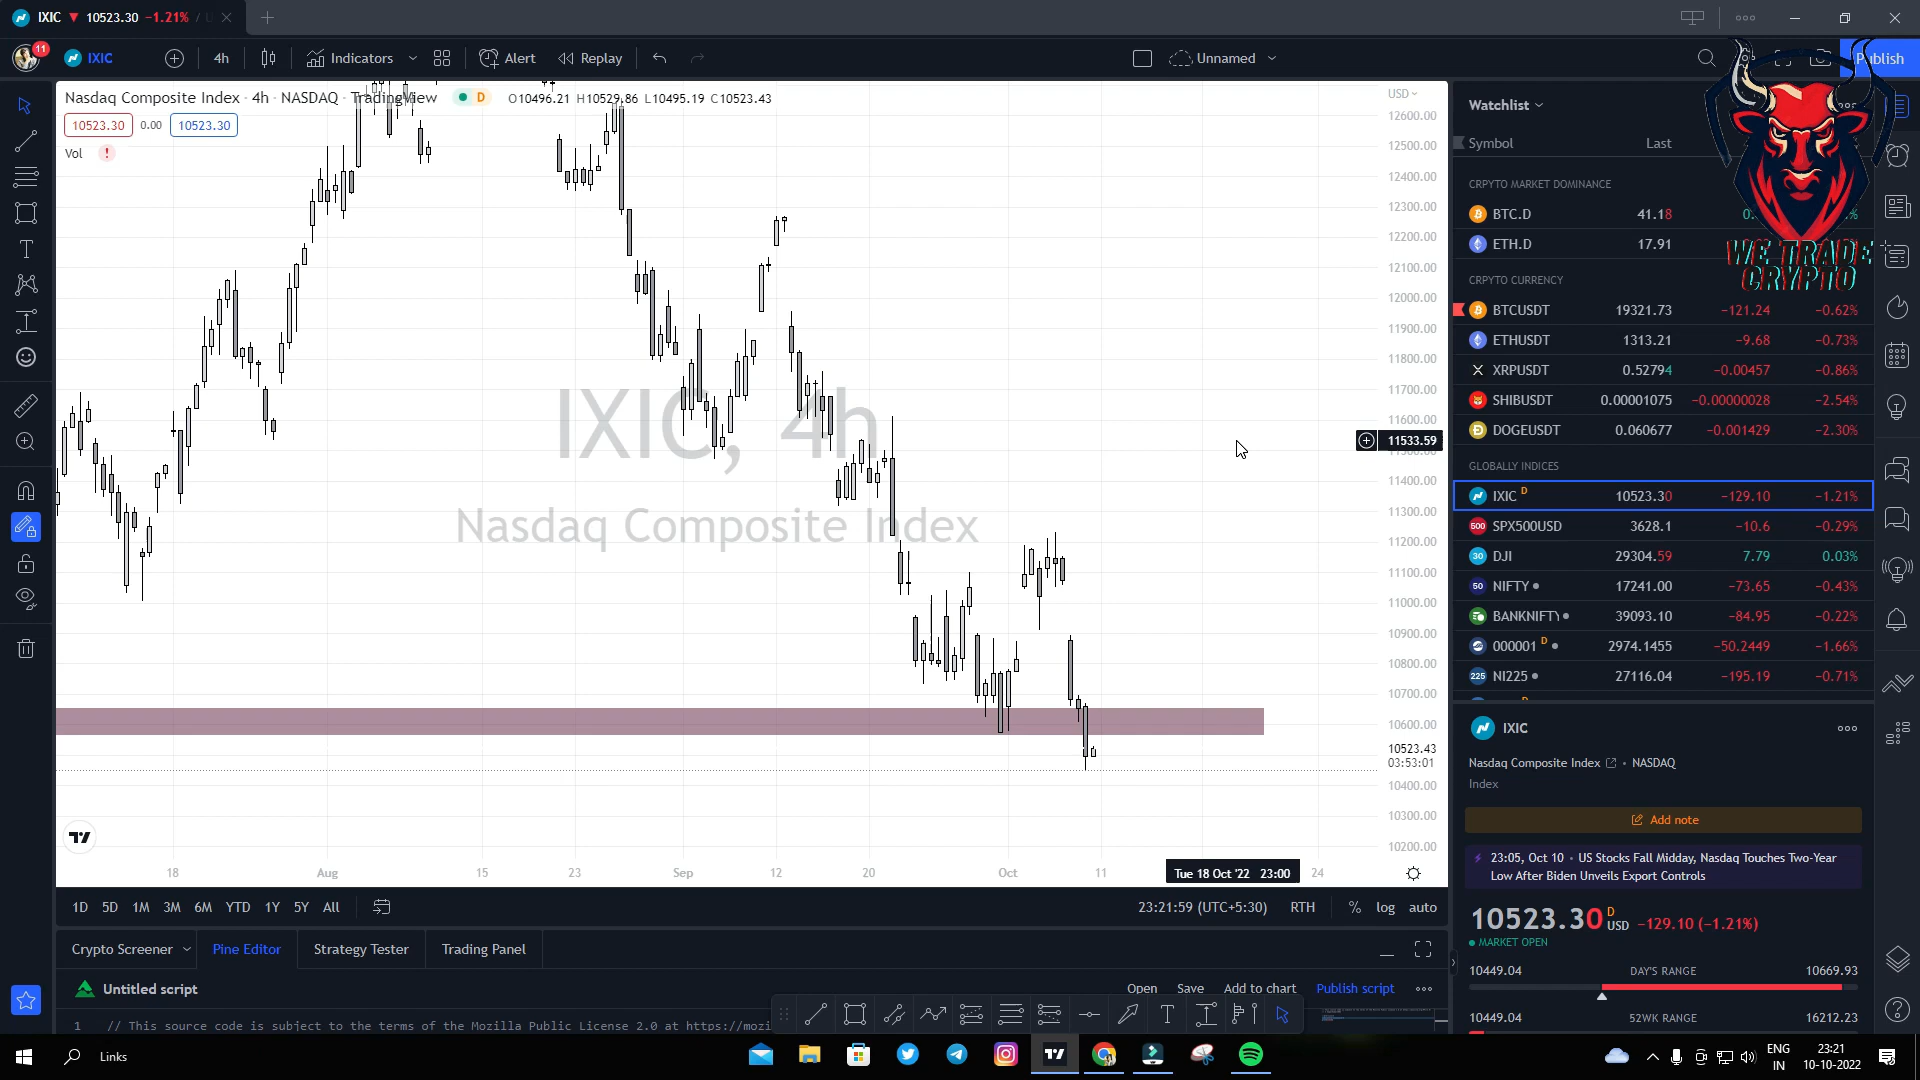 IXIC ▼ 10523.30 −1.21% / U
11 IXIC 4h Indicators Alert Replay Unnamed Publish
Nasdaq Composite Index · 4h · NASDAQ · TradingView D O10496.21 H10529.86 L10495.19 C10523.43
10523.30 0.00 10523.30
Vol !
USD
12600.00
12500.00
12400.00
12300.00
12200.00
12100.00
12000.00
11900.00
11800.00
11700.00
11600.00
11533.59
11400.00
11300.00
11200.00
11100.00
11000.00
10900.00
10800.00
10700.00
10600.00
10523.43
03:53:01
10400.00
10300.00
10200.00
IXIC, 4h
Nasdaq Composite Index
18 Aug 15 23 Sep 12 20 Oct 11 Tue 18 Oct '22 23:00 24
1D 5D 1M 3M 6M YTD 1Y 5Y All 23:21:59 (UTC+5:30) RTH % log auto
Crypto Screener Pine Editor Strategy Tester Trading Panel
Untitled script Open Save Add to chart Publish script
1 // This source code is subject to the terms of the Mozilla Public License 2.0 at https://mozi
Watchlist
Symbol Last
CRPYTO MARKET DOMINANCE
BTC.D 41.18
ETH.D 17.91
WE TRADE
CRYPTO
CRPYTO CURRENCY
BTCUSDT 19321.73 −121.24 −0.62%
ETHUSDT 1313.21 −9.68 −0.73%
XRPUSDT 0.52794 −0.00457 −0.86%
SHIBUSDT 0.00001075 −0.00000028 −2.54%
DOGEUSDT 0.060677 −0.001429 −2.30%
GLOBALLY INDICES
IXIC D 10523.30 −129.10 −1.21%
500 SPX500USD 3628.1 −10.6 −0.29%
30 DJI 29304.59 7.79 0.03%
50 NIFTY 17241.00 −73.65 −0.43%
BANKNIFTY 39093.10 −84.95 −0.22%
000001 D 2974.1455 −50.2449 −1.66%
225 NI225 27116.04 −195.19 −0.71%
IXIC
Nasdaq Composite Index • NASDAQ
Index
Add note
23:05, Oct 10 • US Stocks Fall Midday, Nasdaq Touches Two-Year
Low After Biden Unveils Export Controls
10523.30 D USD −129.10 (−1.21%)
MARKET OPEN
10449.04 DAY'S RANGE 10669.93
10449.04 52WK RANGE 16212.23
Links
ENG
IN
23:21
10-10-2022